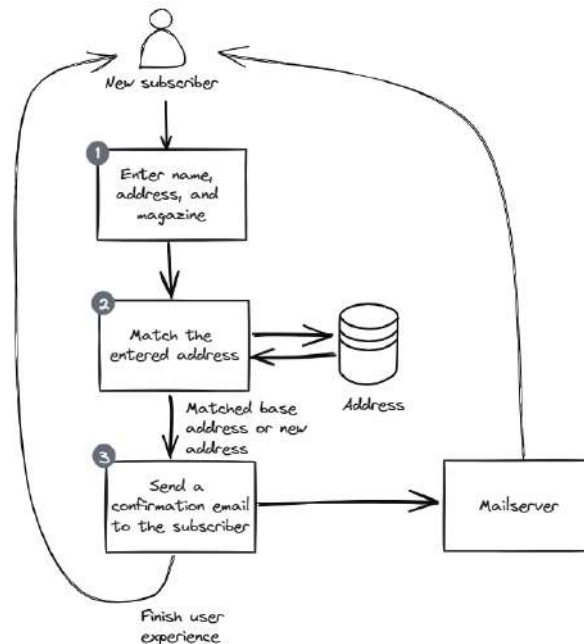 New subscriber
1
Enter name,
address, and
magazine
2
Match the
entered address
Address
Matched base
address or new
address
3
Send a
confirmation email
to the subscriber
Mailserver
Finish user
experience